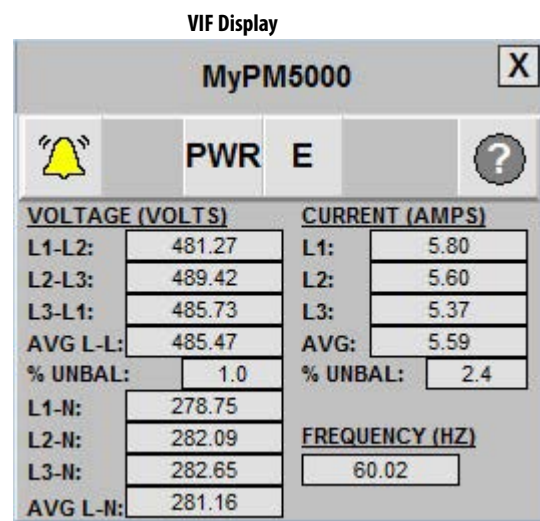 VIF Display
MyPM5000
X
PWR E ?
VOLTAGE (VOLTS)
L1-L2: 481.27
L2-L3: 489.42
L3-L1: 485.73
AVG L-L: 485.47
% UNBAL: 1.0
L1-N: 278.75
L2-N: 282.09
L3-N: 282.65
AVG L-N: 281.16
CURRENT (AMPS)
L1: 5.80
L2: 5.60
L3: 5.37
AVG: 5.59
% UNBAL: 2.4
FREQUENCY (HZ)
60.02